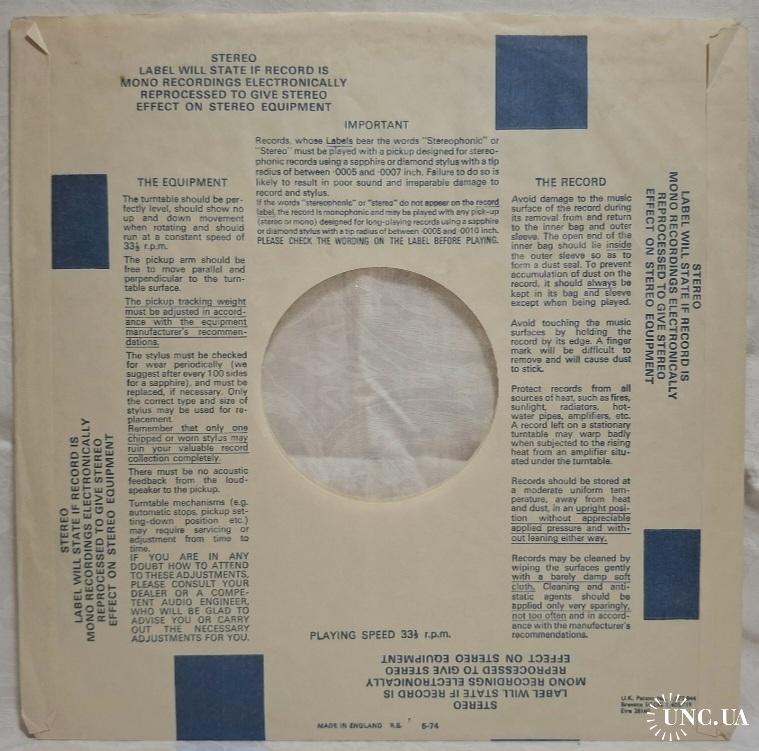 STEREO
LABEL WILL STATE IF RECORD IS
MONO RECORDINGS ELECTRONICALLY
REPROCESSED TO GIVE STEREO
EFFECT ON STEREO EQUIPMENT
IMPORTANT
Records, whose Labels bear the words "Stereophonic" or
"Stereo" must be played with a pickup designed for stereo-
phonic records using a sapphire or diamond stylus with a tip
radius of between ·0005 and ·0007 inch. Failure to do so is
likely to result in poor sound and irreparable damage to
record and stylus.
If the words "stereophonic" or "stereo" do not appear on the record
label, the record is monophonic and may be played with any pick-up
(stereo or mono) designed for long-playing records using a sapphire
or diamond stylus with a tip radius of between ·0005 and ·0010 inch.
PLEASE CHECK THE WORDING ON THE LABEL BEFORE PLAYING.
THE EQUIPMENT
The turntable should be per-
fectly level, should show no
up and down movement
when rotating and should
run at a constant speed of
33⅓ r.p.m.
The pickup arm should be
free to move parallel and
perpendicular to the turn-
table surface.
The pickup tracking weight
must be adjusted in accord-
ance with the equipment
manufacturer's recommen-
dations.
The stylus must be checked
for wear periodically (we
suggest after every 100 sides
for a sapphire), and must be
replaced, if necessary. Only
the correct type and size of
stylus may be used for re-
placement.
Remember that only one
chipped or worn stylus may
ruin your valuable record
collection completely.
There must be no acoustic
feedback from the loud-
speaker to the pickup.
Turntable mechanisms (e.g.
automatic stops, pickup set-
ting-down position etc.)
may require servicing or
adjustment from time to
time.
IF YOU ARE IN ANY
DOUBT HOW TO ATTEND
TO THESE ADJUSTMENTS,
PLEASE CONSULT YOUR
DEALER OR A COMPE-
TENT AUDIO ENGINEER,
WHO WILL BE GLAD TO
ADVISE YOU OR CARRY
OUT THE NECESSARY
ADJUSTMENTS FOR YOU.
THE RECORD
Avoid damage to the music
surface of the record during
its removal from and return
to the inner bag and outer
sleeve. The open end of the
inner bag should lie inside
the outer sleeve so as to
form a dust seal. To prevent
accumulation of dust on the
record, it should always be
kept in its bag and sleeve
except when being played.
Avoid touching the music
surfaces by holding the
record by its edge. A finger
mark will be difficult to
remove and will cause dust
to stick.
Protect records from all
sources of heat, such as fires,
sunlight, radiators, hot-
water pipes, amplifiers, etc.
A record left on a stationary
turntable may warp badly
when subjected to the rising
heat from an amplifier situ-
ated under the turntable.
Records should be stored at
a moderate uniform tem-
perature, away from heat
and dust, in an upright posi-
tion without appreciable
applied pressure and with-
out leaning either way.
Records may be cleaned by
wiping the surfaces gently
with a barely damp soft
cloth. Cleaning and anti-
static agents should be
applied only very sparingly,
not too often and in accord-
ance with the manufacturer's
recommendations.
STEREO
LABEL WILL STATE IF RECORD IS
MONO RECORDINGS ELECTRONICALLY
REPROCESSED TO GIVE STEREO
EFFECT ON STEREO EQUIPMENT
STEREO
LABEL WILL STATE IF RECORD IS
MONO RECORDINGS ELECTRONICALLY
REPROCESSED TO GIVE STEREO
EFFECT ON STEREO EQUIPMENT
PLAYING SPEED 33⅓ r.p.m.
STEREO
LABEL WILL STATE IF RECORD IS
MONO RECORDINGS ELECTRONICALLY
REPROCESSED TO GIVE STEREO
EFFECT ON STEREO EQUIPMENT
MADE IN ENGLAND R.S. 5-74
U.K.
Eire
UNC.UA